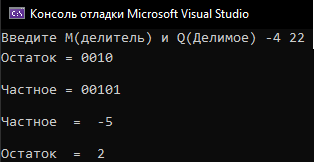 Консоль отладки Microsoft Visual Studio
Введите M(делитель) и Q(Делимое) -4 22
Остаток = 0010
Частное = 00101
Частное  =  -5
Остаток  =  2